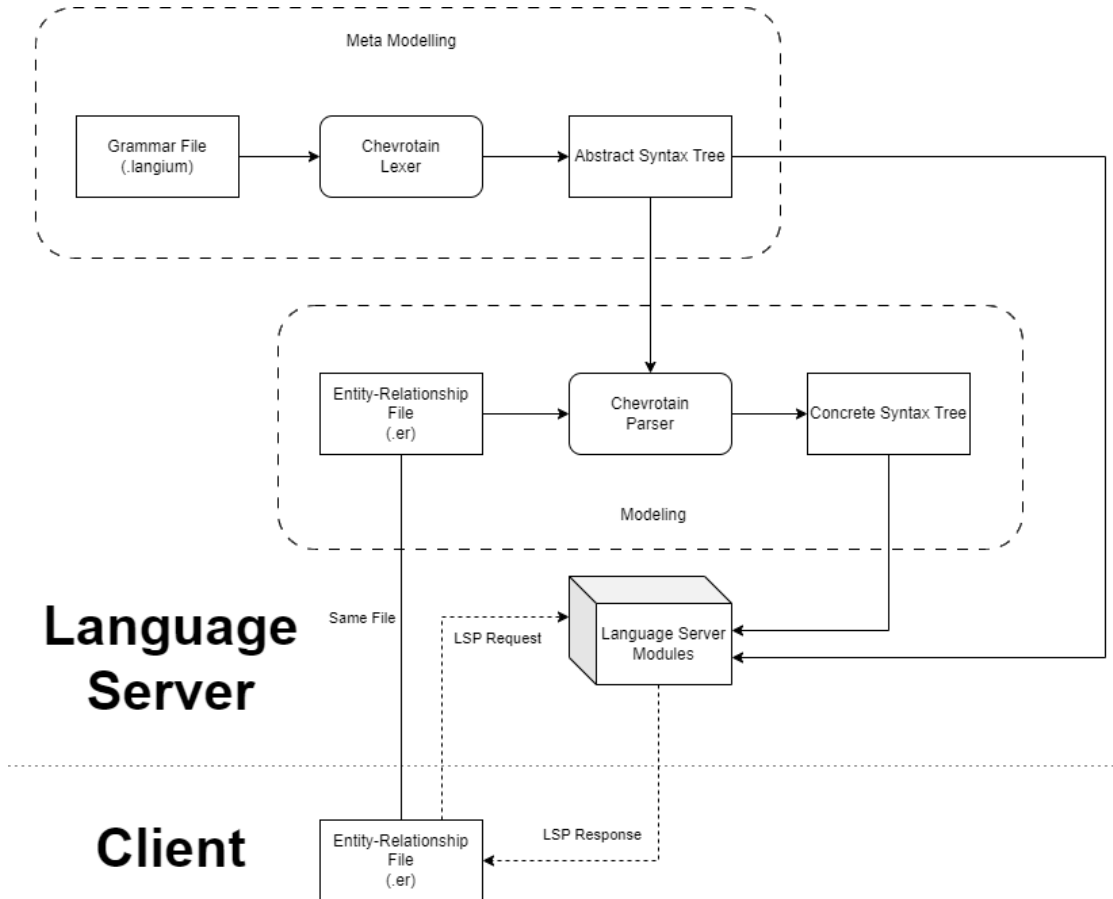 Meta Modelling
Grammar File
(.langium)
Chevrotain
Lexer
Abstract Syntax Tree
Entity-Relationship
File
(.er)
Chevrotain
Parser
Concrete Syntax Tree
Modeling
Language
Server
Same File
LSP Request
Language Server
Modules
Client
Entity-Relationship
File
(.er)
LSP Response